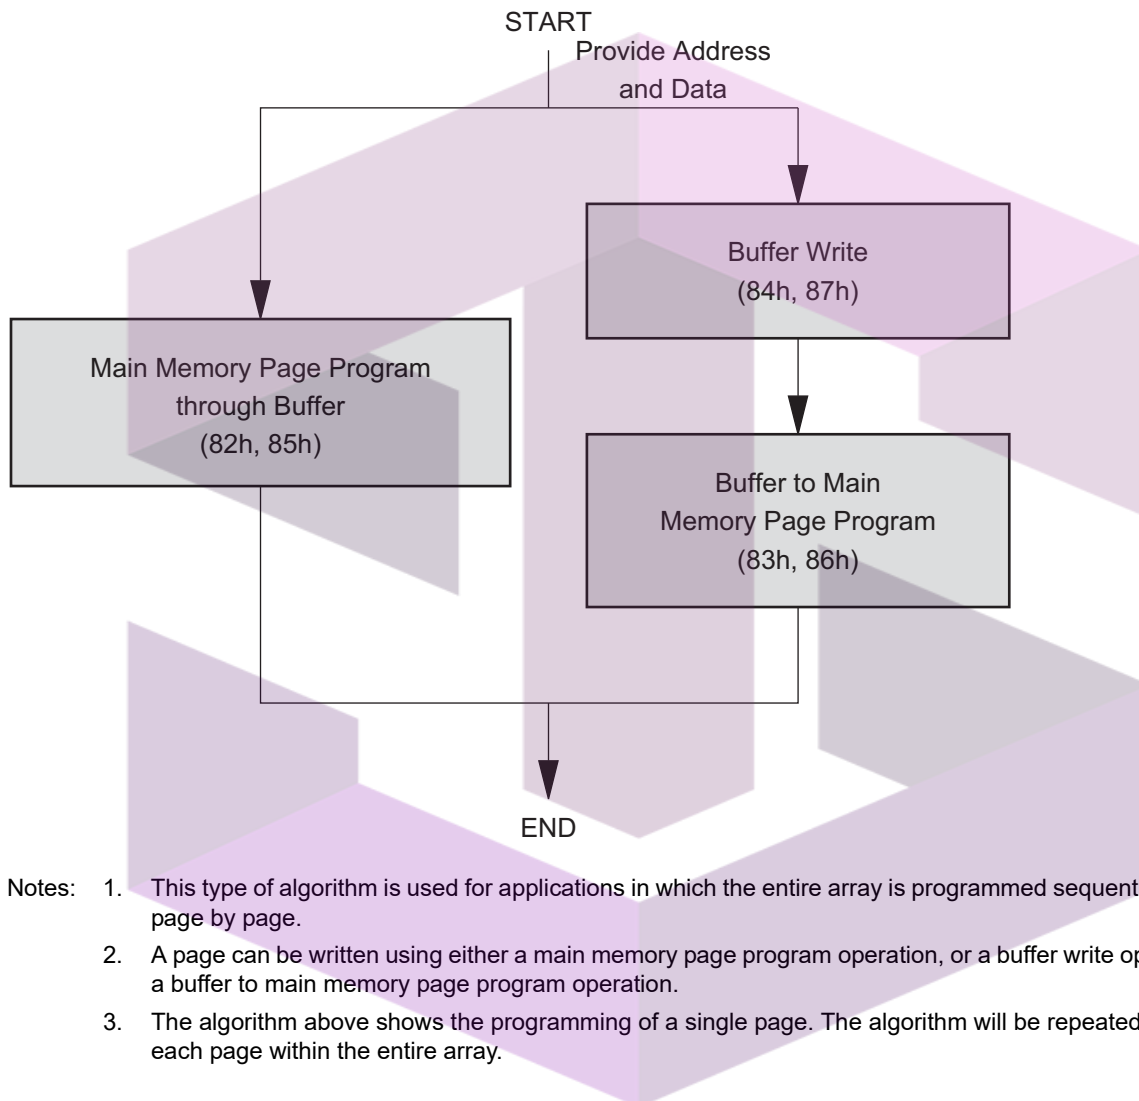 START
Provide Address
and Data
Buffer Write
(84h, 87h)
Main Memory Page Program
through Buffer
(82h, 85h)
Buffer to Main
Memory Page Program
(83h, 86h)
END
Notes: 1. This type of algorithm is used for applications in which the entire array is programmed sequent
page by page.
2. A page can be written using either a main memory page program operation, or a buffer write op
a buffer to main memory page program operation.
3. The algorithm above shows the programming of a single page. The algorithm will be repeated
each page within the entire array.